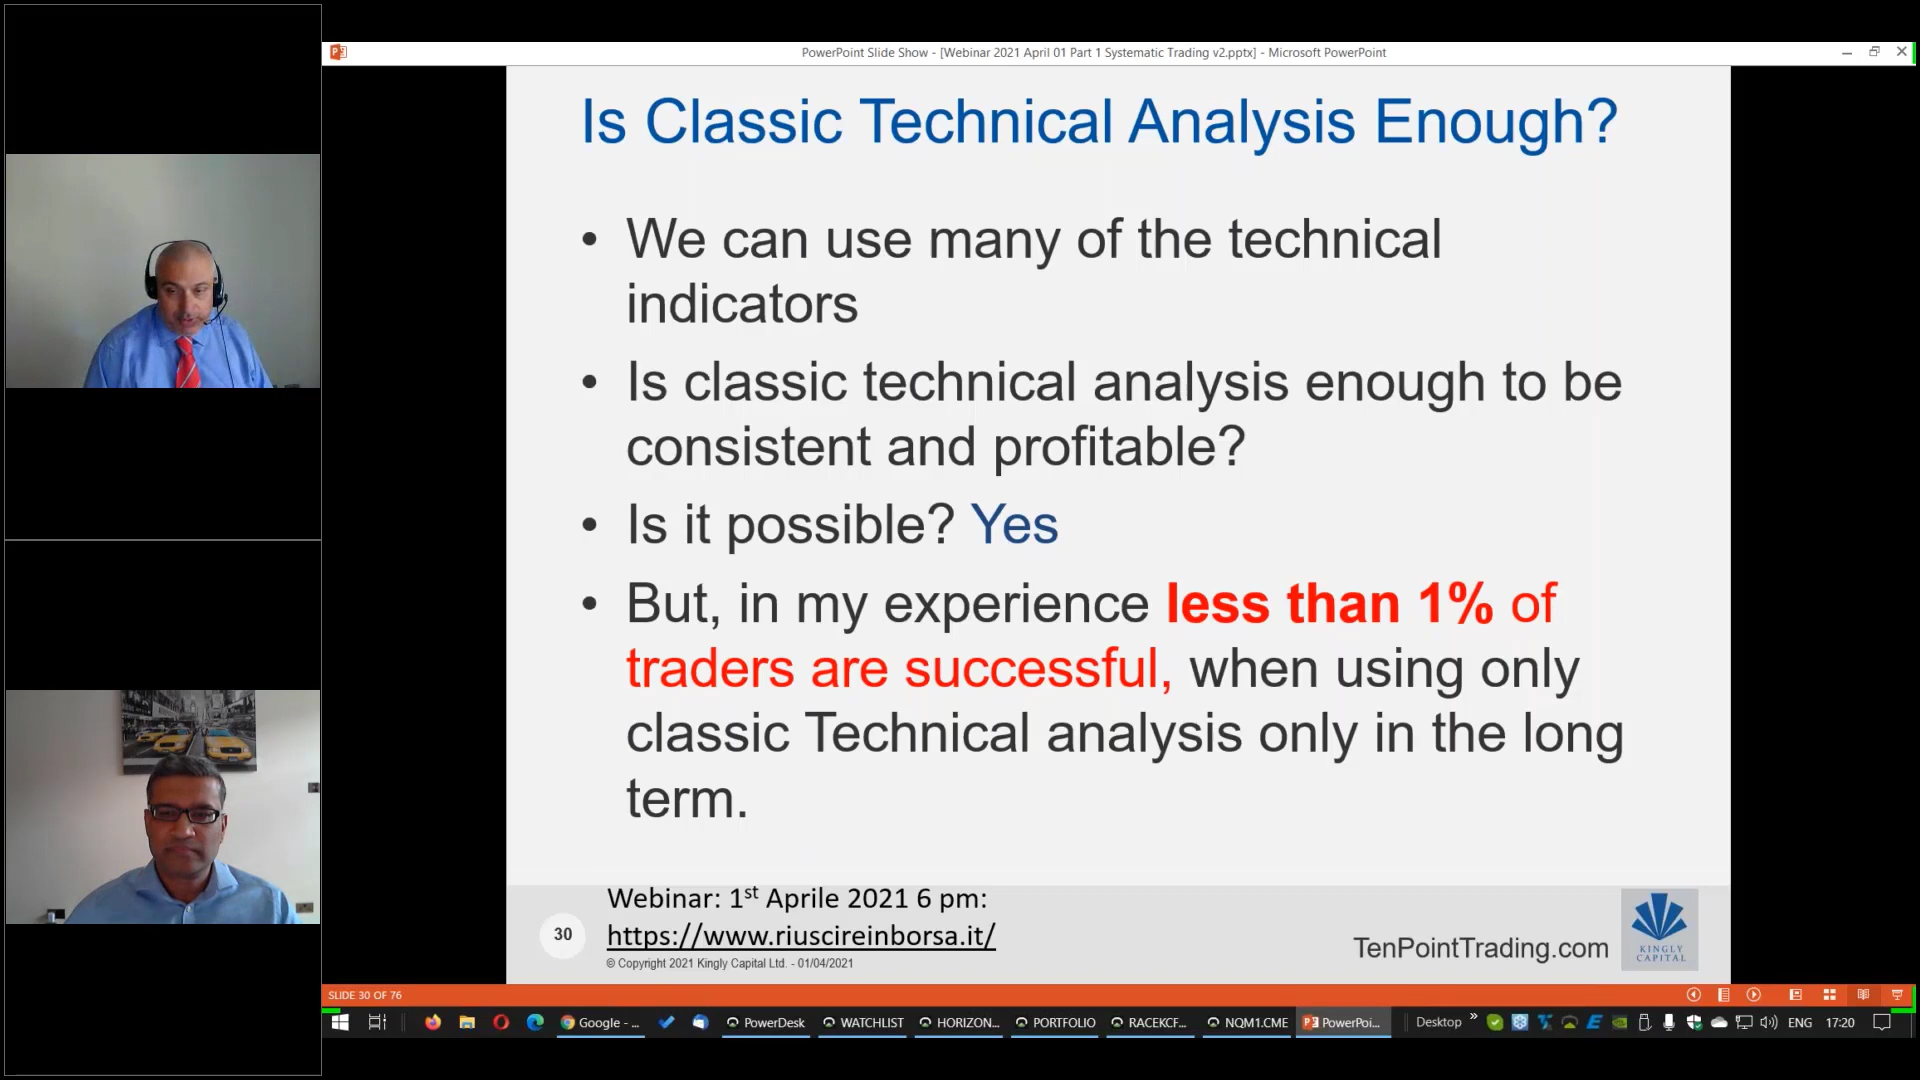 PowerPoint Slide Show - [Webinar 2021 April 01 Part 1 Systematic Trading v2.pptx] - Microsoft PowerPoint
Is Classic Technical Analysis Enough?
• We can use many of the technical
indicators
• Is classic technical analysis enough to be
consistent and profitable?
• Is it possible? Yes
• But, in my experience less than 1% of
traders are successful, when using only
classic Technical analysis only in the long
term.
Webinar: 1st Aprile 2021 6 pm:
30
https://www.riuscireinborsa.it/
© Copyright 2021 Kingly Capital Ltd. - 01/04/2021
TenPointTrading.com
KINGLY
CAPITAL
SLIDE 30 OF 76
Google - ... PowerDesk WATCHLIST HORIZON... PORTFOLIO RACEKCF... NQM1.CME PowerPoi... Desktop » ENG 17:20